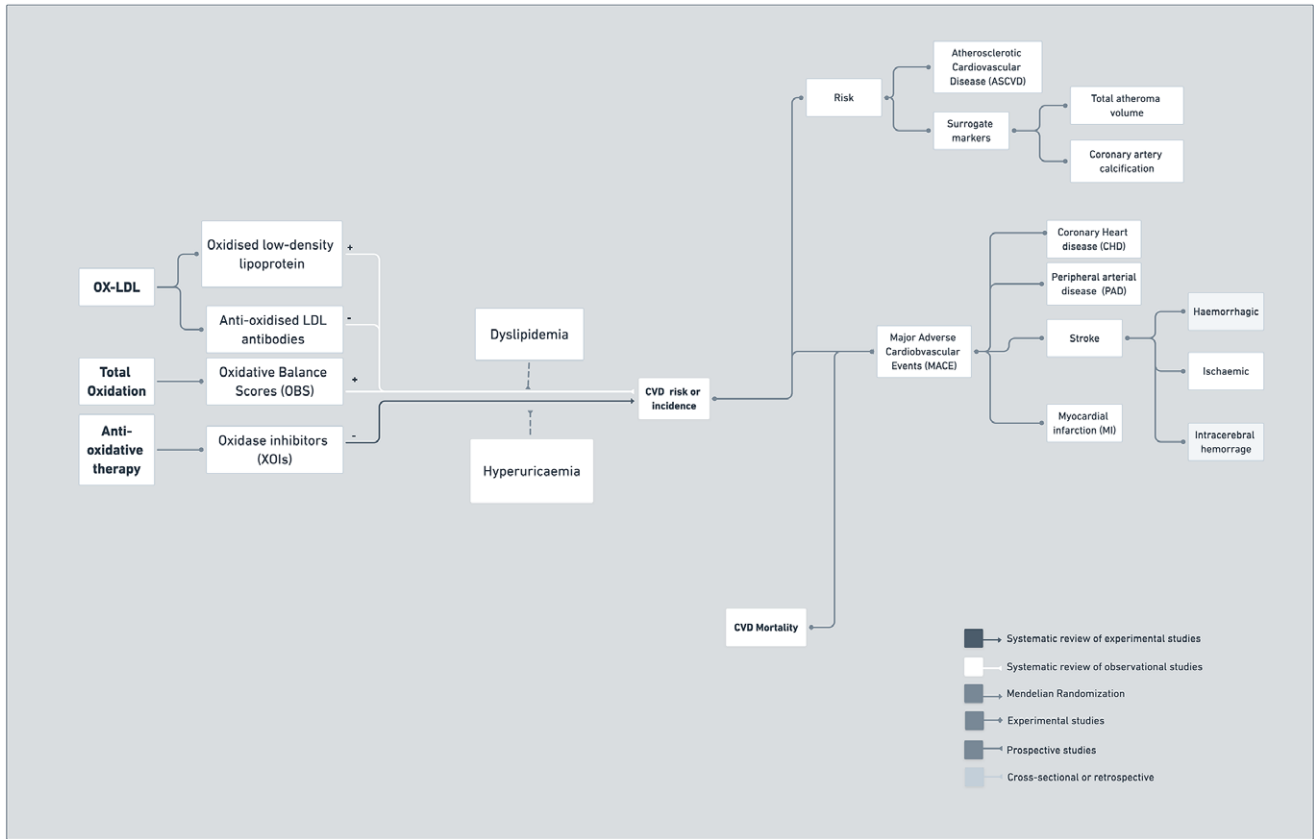 OX-LDL
Oxidised low-density
lipoprotein
+
Anti-oxidised LDL
antibodies
-
Total
Oxidation
Oxidative Balance
Scores (OBS)
+
Anti-
oxidative
therapy
Oxidase inhibitors
(XOIs)
-
Dyslipidemia
Hyperuricaemia
CVD risk or
incidence
Risk
Atherosclerotic
Cardiovascular
Disease (ASCVD)
Surrogate
markers
Total atheroma
volume
Coronary artery
calcification
Major Adverse
Cardiobvascular
Events (MACE)
Coronary Heart
disease (CHD)
Peripheral arterial
disease (PAD)
Stroke
Myocardial
infarction (MI)
Haemorrhagic
Ischaemic
Intracerebral
hemorrage
CVD Mortality
Systematic review of experimental studies
Systematic review of observational studies
Mendelian Randomization
Experimental studies
Prospective studies
Cross-sectional or retrospective